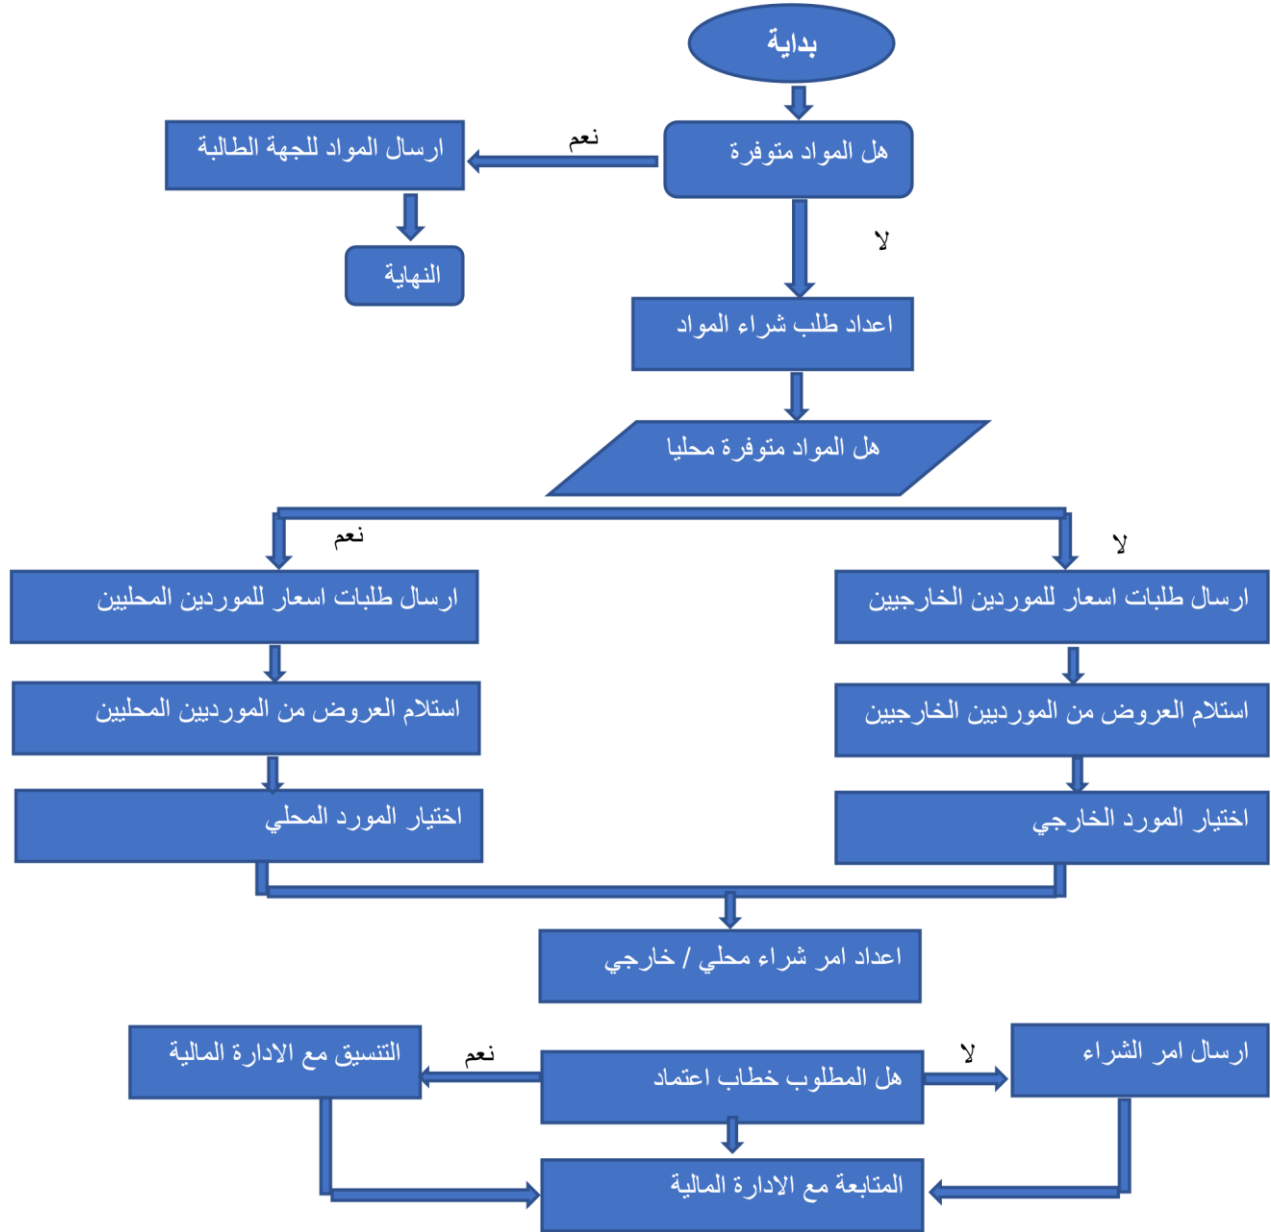 بداية
هل المواد متوفرة
نعم
ارسال المواد للجهة الطالبة
لا
النهاية
اعداد طلب شراء المواد
هل المواد متوفرة محليا
لا
نعم
ارسال طلبات اسعار للموردين الخارجيين
ارسال طلبات اسعار للموردين المحليين
استلام العروض من المورديين الخارجيين
استلام العروض من المورديين المحليين
اختيار المورد الخارجي
اختيار المورد المحلي
اعداد امر شراء محلي / خارجي
ارسال امر الشراء
لا
هل المطلوب خطاب اعتماد
نعم
التنسيق مع الادارة المالية
المتابعة مع الادارة المالية